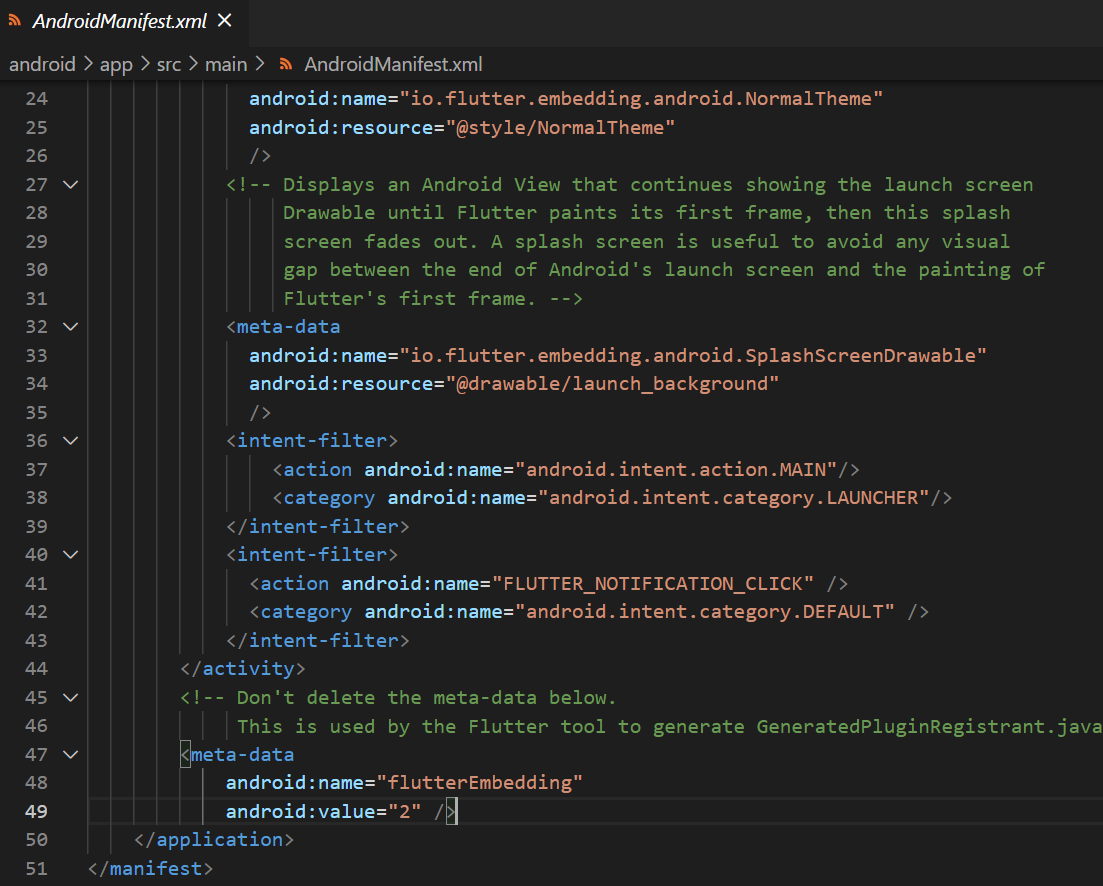 AndroidManifest.xml
android > app > src > main > AndroidManifest.xml
24 android:name="io.flutter.embedding.android.NormalTheme"
25 android:resource="@style/NormalTheme"
26 />
27 <!-- Displays an Android View that continues showing the launch screen
28 Drawable until Flutter paints its first frame, then this splash
29 screen fades out. A splash screen is useful to avoid any visual
30 gap between the end of Android's launch screen and the painting of
31 Flutter's first frame. -->
32 <meta-data
33 android:name="io.flutter.embedding.android.SplashScreenDrawable"
34 android:resource="@drawable/launch_background"
35 />
36 <intent-filter>
37 <action android:name="android.intent.action.MAIN"/>
38 <category android:name="android.intent.category.LAUNCHER"/>
39 </intent-filter>
40 <intent-filter>
41 <action android:name="FLUTTER_NOTIFICATION_CLICK" />
42 <category android:name="android.intent.category.DEFAULT" />
43 </intent-filter>
44 </activity>
45 <!-- Don't delete the meta-data below.
46 This is used by the Flutter tool to generate GeneratedPluginRegistrant.java
47 <meta-data
48 android:name="flutterEmbedding"
49 android:value="2" />
50 </application>
51 </manifest>